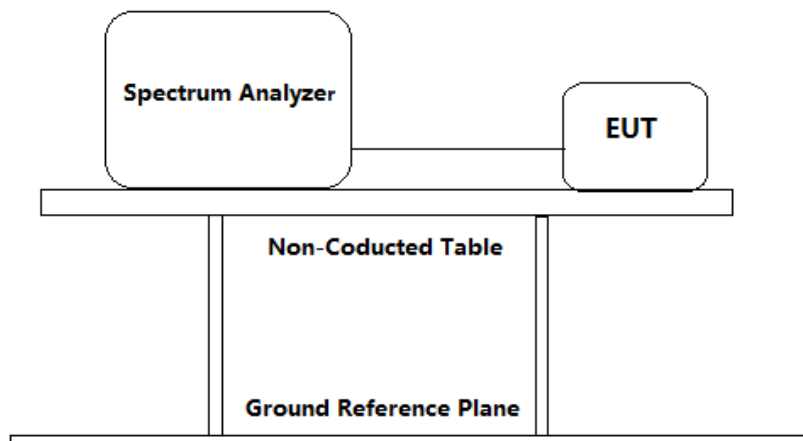 Spectrum Analyzer
EUT
Non-Coducted Table
Ground Reference Plane